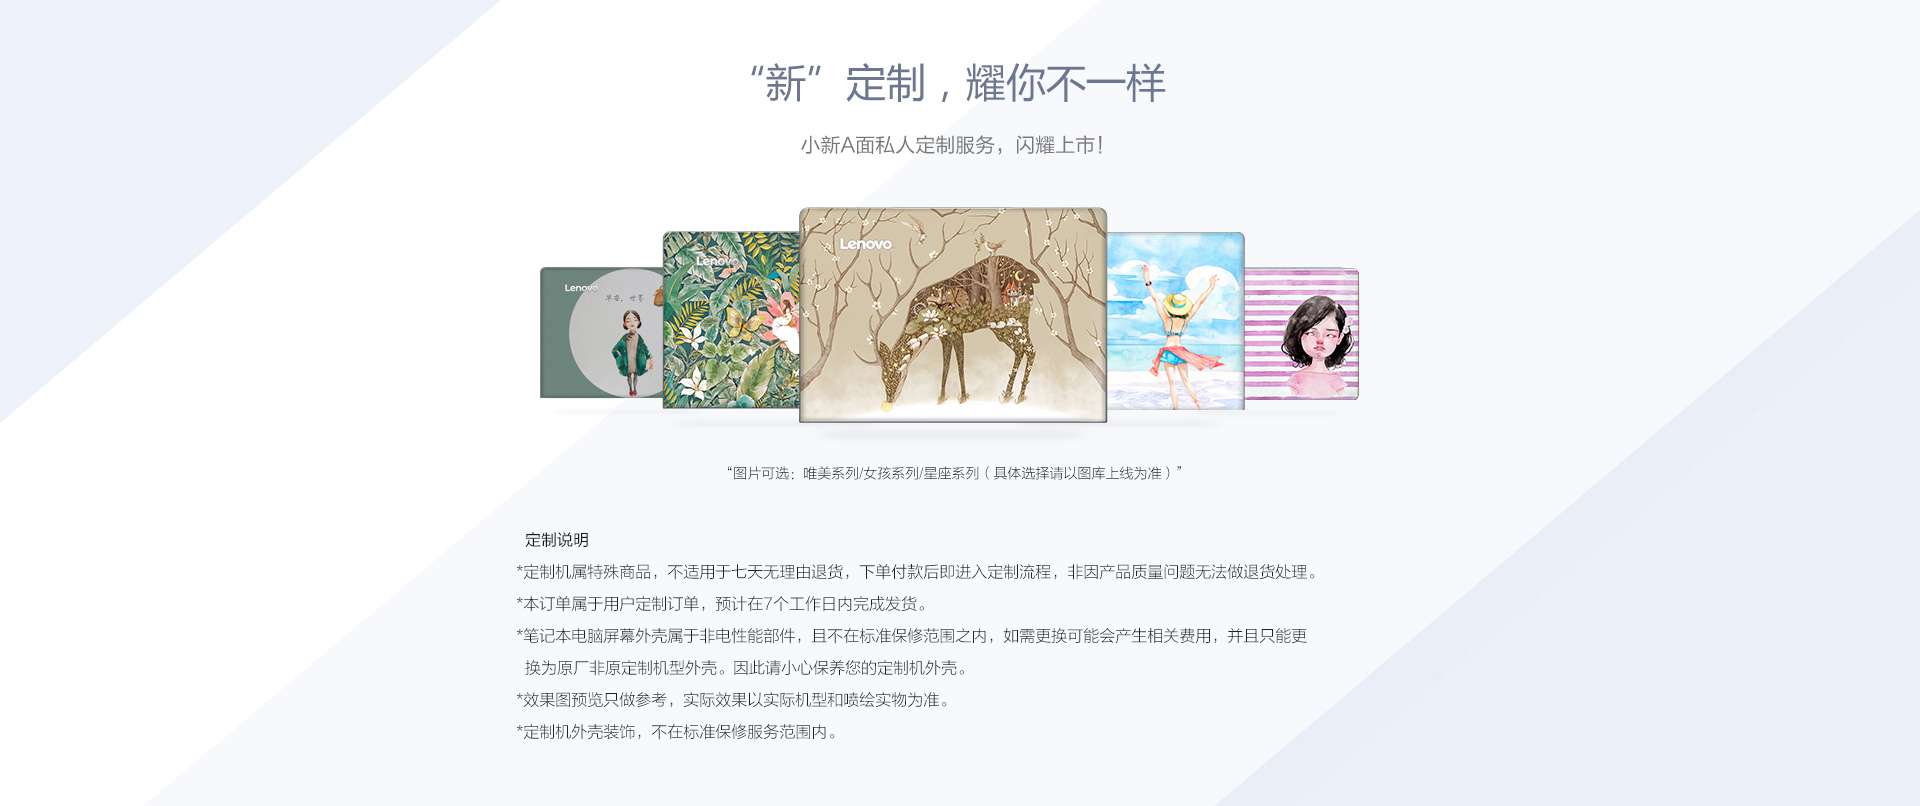 “新”定制，耀你不一样
小新A面私人定制服务，闪耀上市！
Lenovo
早安，世界
Lenovo
Lenovo
“图片可选：唯美系列/女孩系列/星座系列（具体选择请以图库上线为准）”
定制说明
*定制机属特殊商品，不适用于七天无理由退货，下单付款后即进入定制流程，非因产品质量问题无法做退货处理。
*本订单属于用户定制订单，预计在7个工作日内完成发货。
*笔记本电脑屏幕外壳属于非电性能部件，且不在标准保修范围之内，如需更换可能会产生相关费用，并且只能更
换为原厂非原定制机型外壳。因此请小心保养您的定制机外壳。
*效果图预览只做参考，实际效果以实际机型和喷绘实物为准。
*定制机外壳装饰，不在标准保修服务范围内。